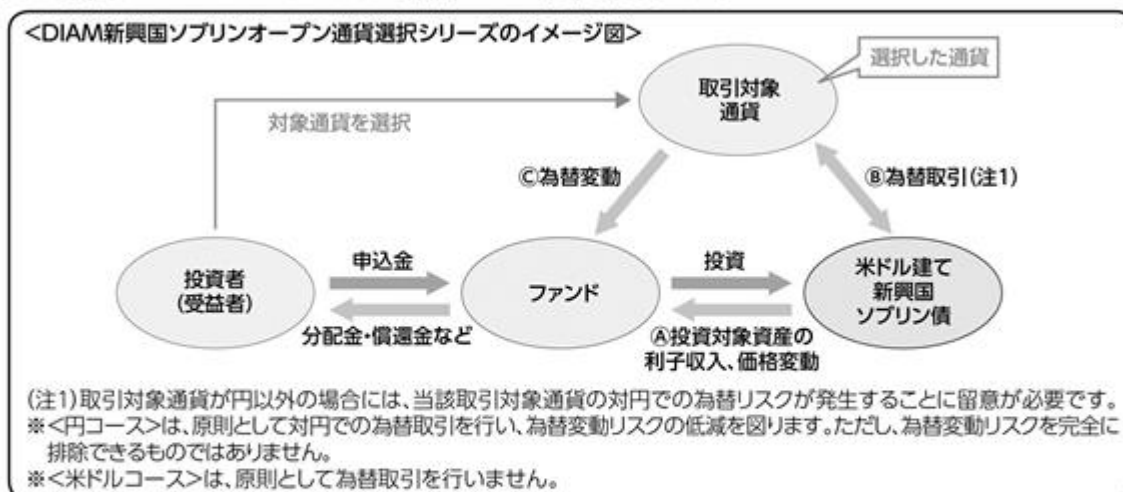 <DIAM新興国ソブリンオープン通貨選択シリーズのイメージ図>
選択した通貨
取引対象
通貨
対象通貨を選択
Ⓒ為替変動
Ⓑ為替取引(注1)
投資者
(受益者)
申込金
分配金・償還金など
ファンド
投資
Ⓐ投資対象資産の
利子収入、価格変動
米ドル建て
新興国
ソブリン債
(注1)取引対象通貨が円以外の場合には、当該取引対象通貨の対円での為替リスクが発生することに留意が必要です。
※<円コース>は、原則として対円での為替取引を行い、為替変動リスクの低減を図ります。ただし、為替変動リスクを完全に
排除できるものではありません。
※<米ドルコース>は、原則として為替取引を行いません。